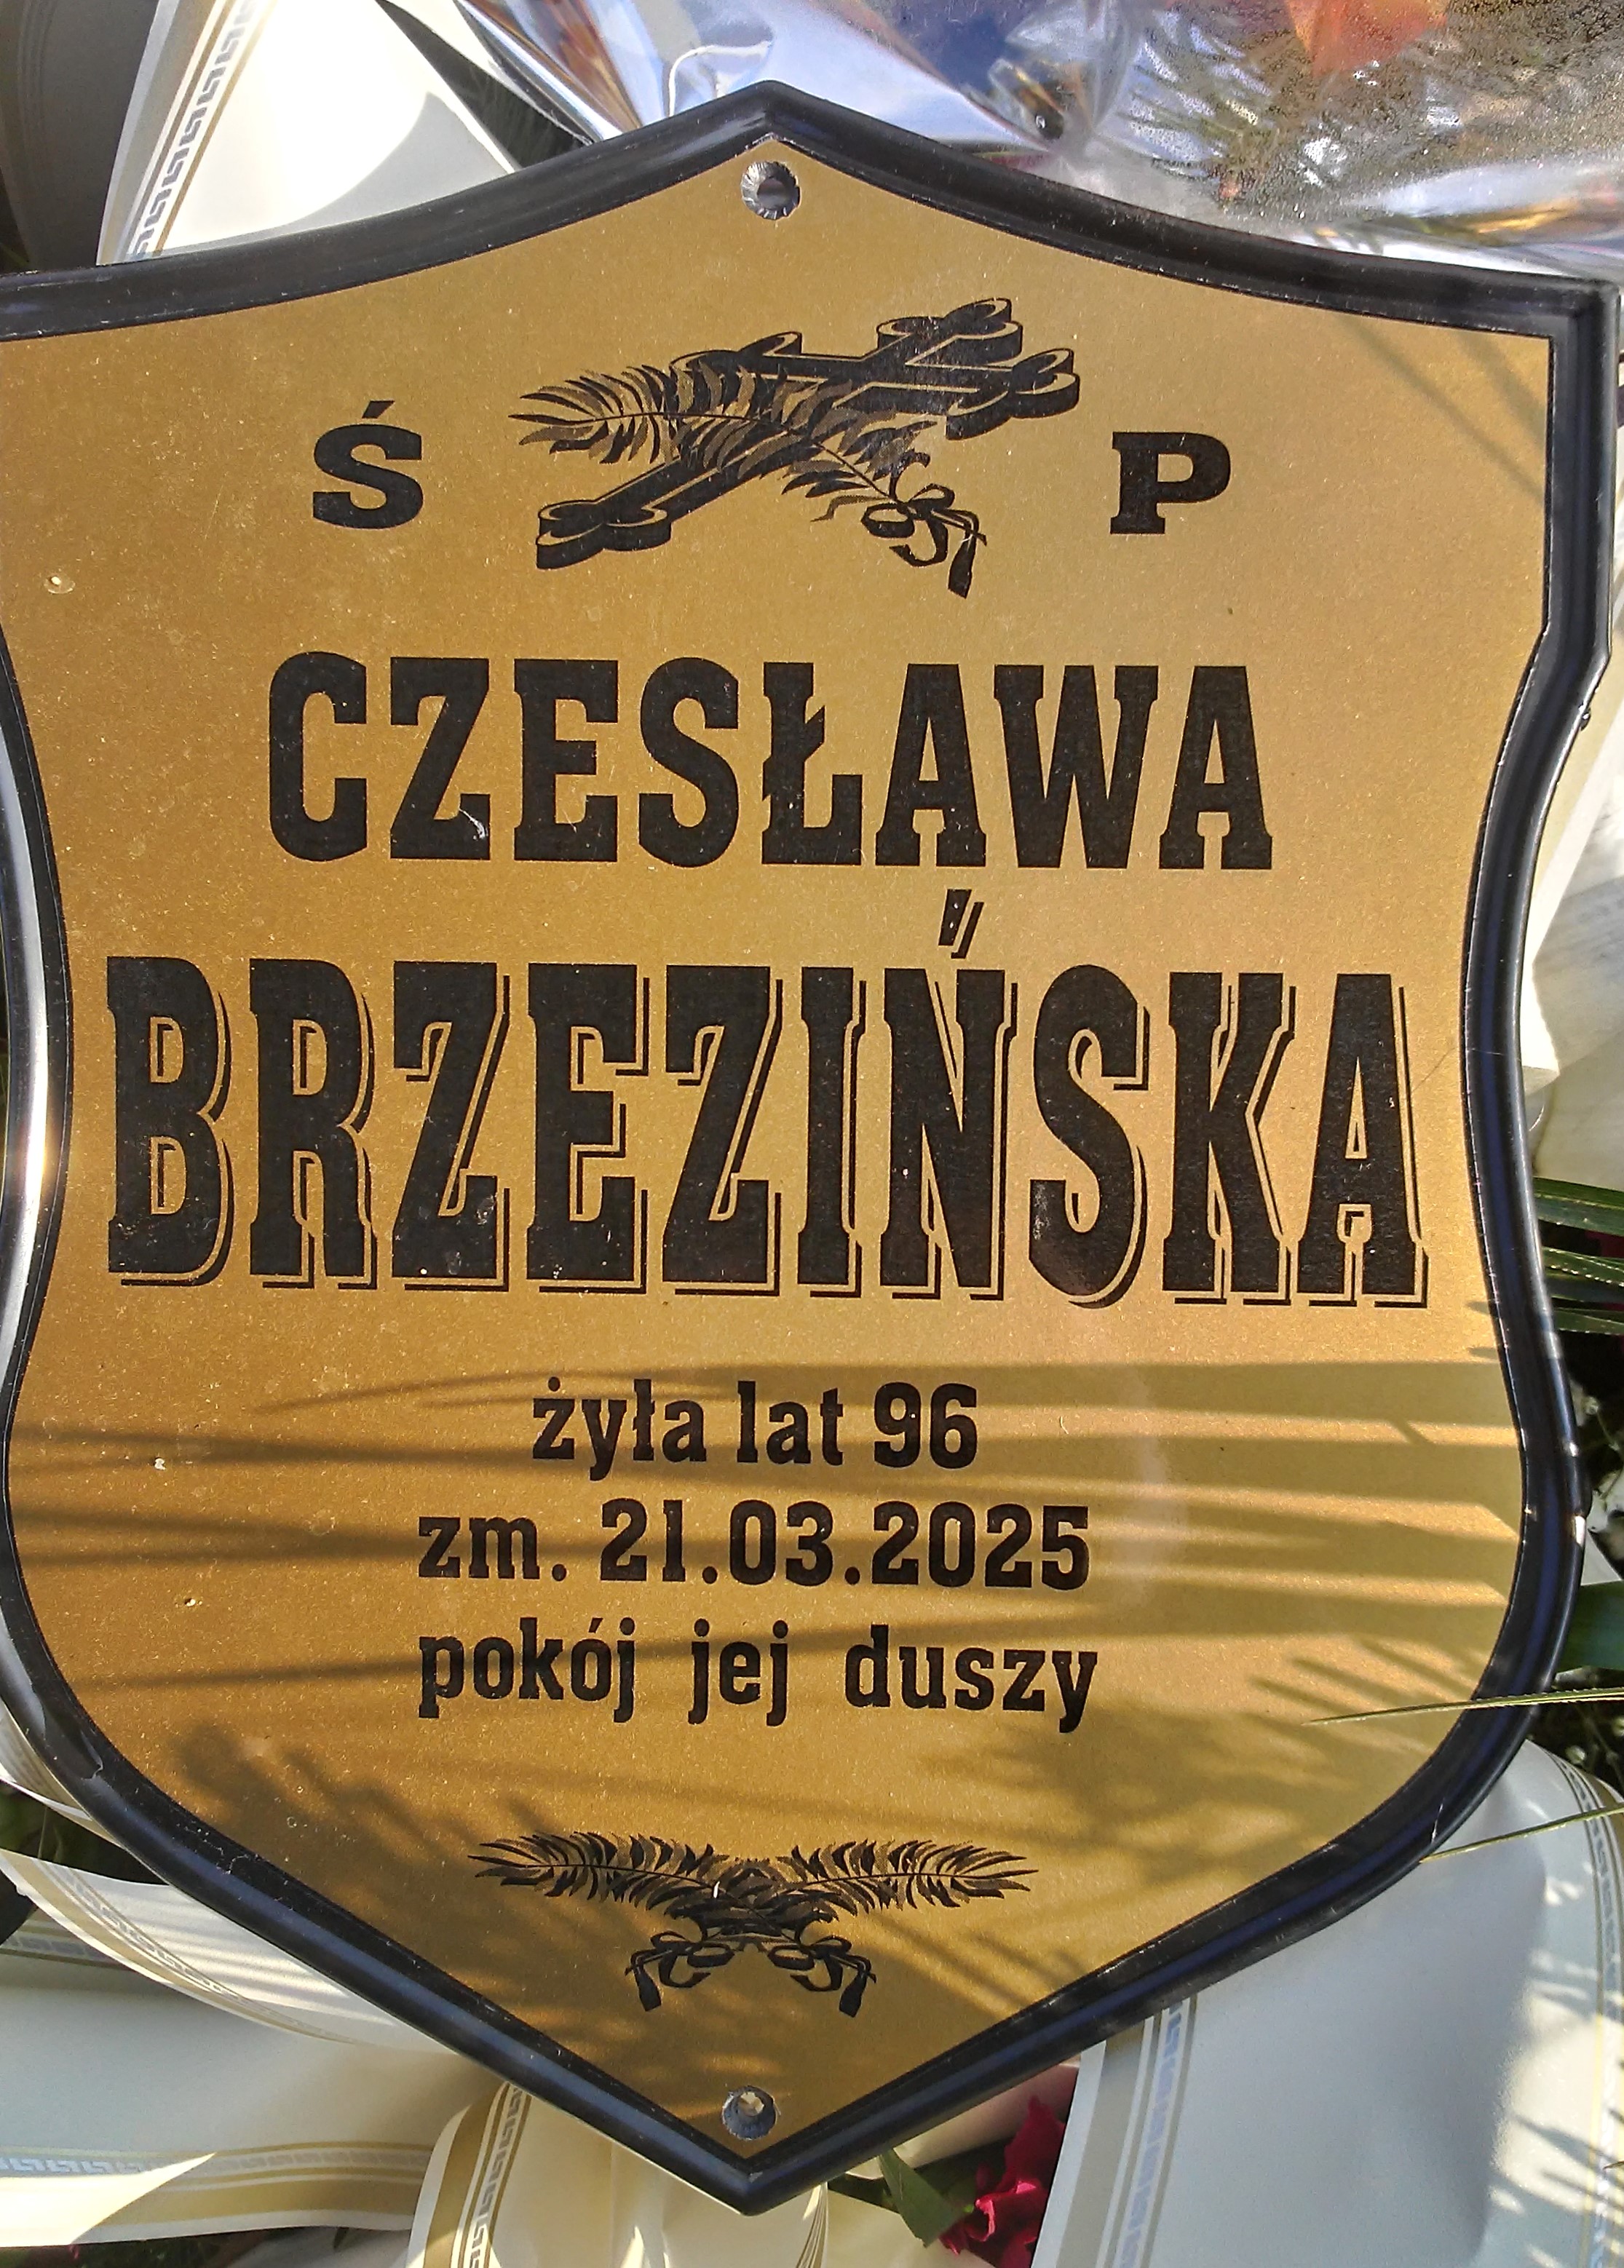 Ś P
CZESŁAWA
BRZEZIŃSKA
żyła lat 96
zm. 21.03.2025
pokój jej duszy